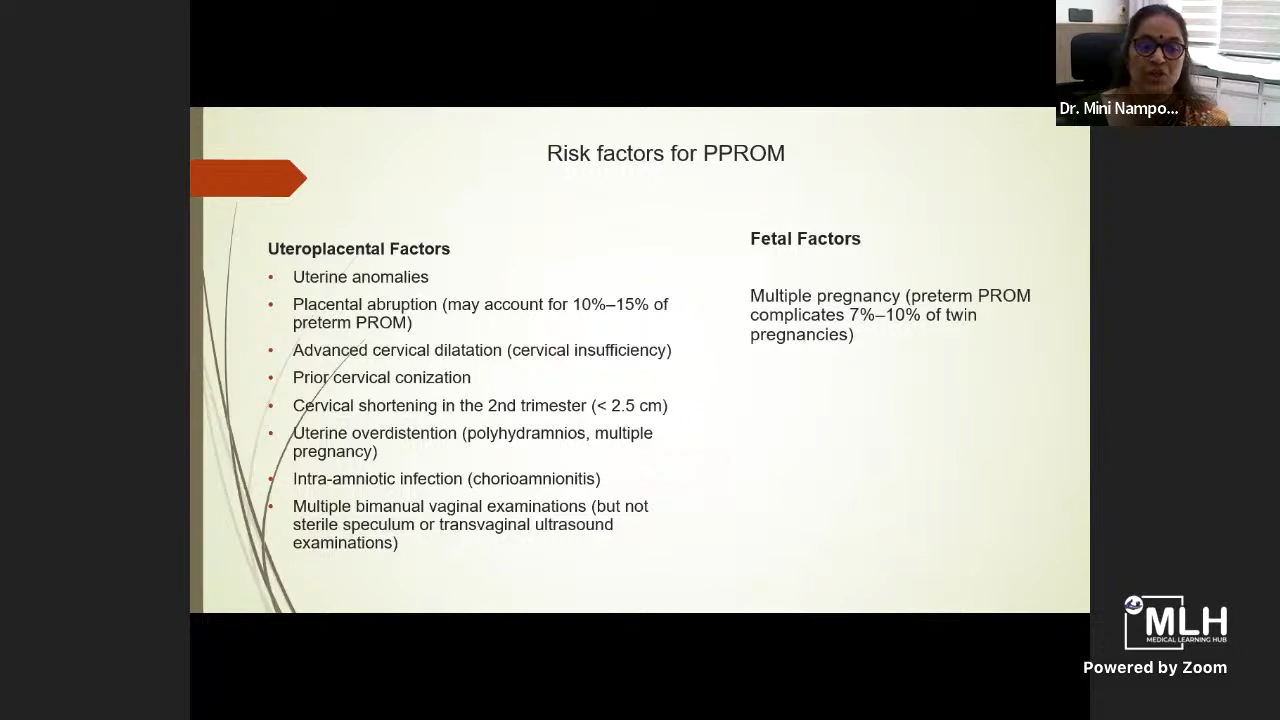 Dr. Mini Nampo...
Risk factors for PPROM
Uteroplacental Factors
• Uterine anomalies
• Placental abruption (may account for 10%–15% of
preterm PROM)
• Advanced cervical dilatation (cervical insufficiency)
• Prior cervical conization
• Cervical shortening in the 2nd trimester (< 2.5 cm)
• Uterine overdistention (polyhydramnios, multiple
pregnancy)
• Intra-amniotic infection (chorioamnionitis)
• Multiple bimanual vaginal examinations (but not
sterile speculum or transvaginal ultrasound
examinations)
Fetal Factors
Multiple pregnancy (preterm PROM
complicates 7%–10% of twin
pregnancies)
MLH
MEDICAL LEARNING HUB
Powered by Zoom